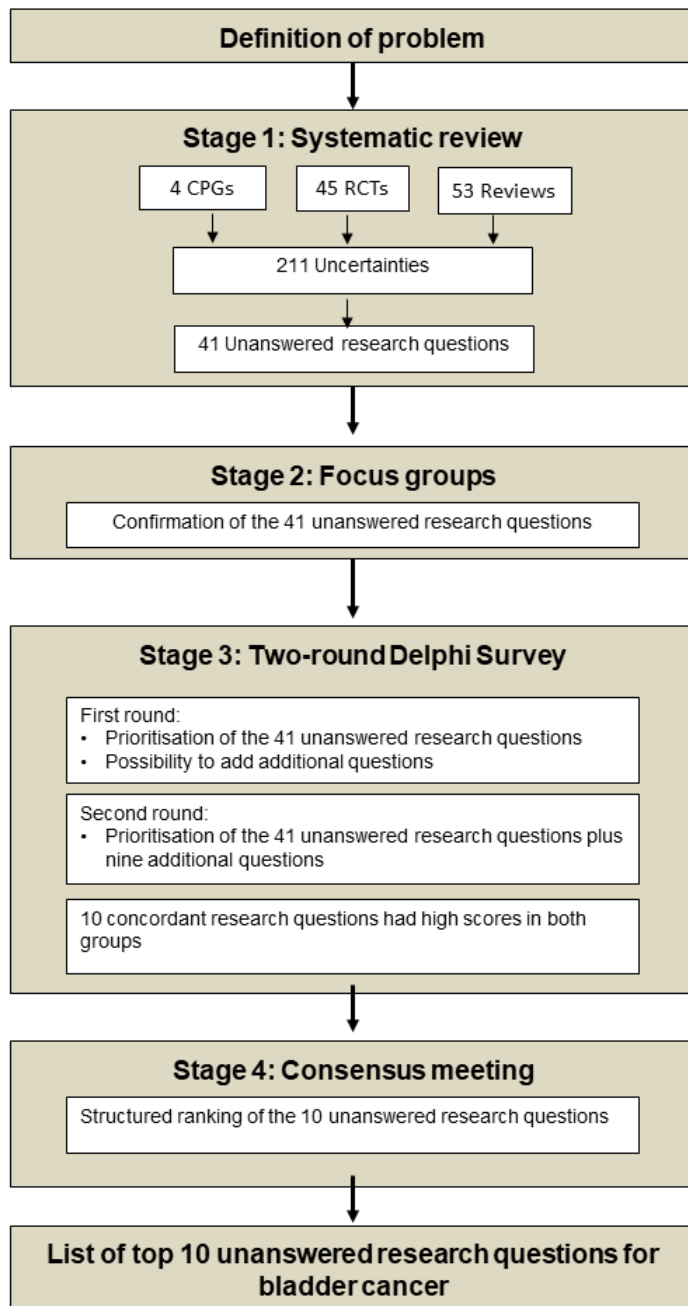 Definition of problem
Stage 1: Systematic review
4 CPGs
45 RCTs
53 Reviews
211 Uncertainties
41 Unanswered research questions
Stage 2: Focus groups
Confirmation of the 41 unanswered research questions
Stage 3: Two-round Delphi Survey
First round:
• Prioritisation of the 41 unanswered research questions
• Possibility to add additional questions
Second round:
• Prioritisation of the 41 unanswered research questions plus
nine additional questions
10 concordant research questions had high scores in both
groups
Stage 4: Consensus meeting
Structured ranking of the 10 unanswered research questions
List of top 10 unanswered research questions for
bladder cancer